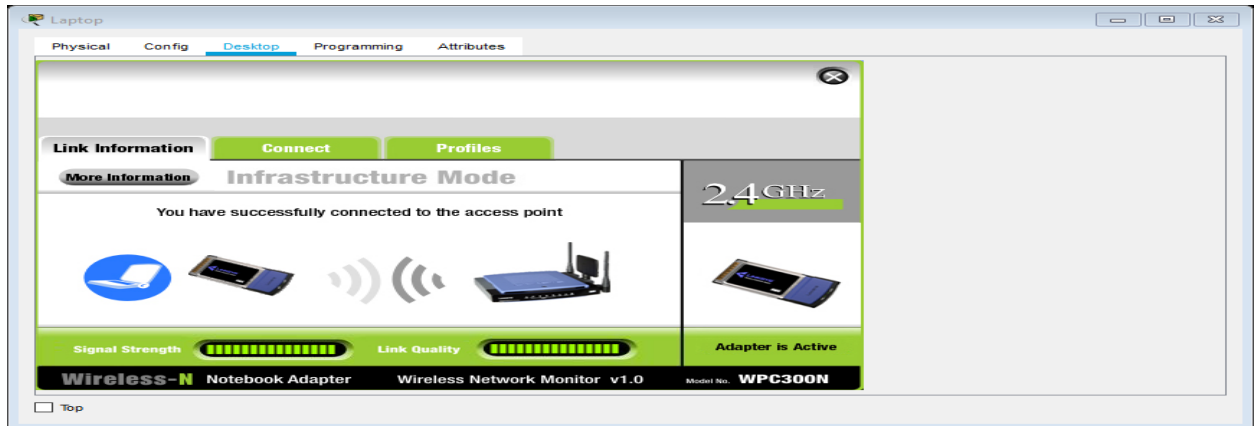 Laptop
Physical Config Desktop Programming Attributes
Link Information Connect Profiles
More Information Infrastructure Mode
2.4GHz
You have successfully connected to the access point
Signal Strength Link Quality Adapter is Active
Wireless-N Notebook Adapter Wireless Network Monitor v1.0 Model No. WPC300N
Top